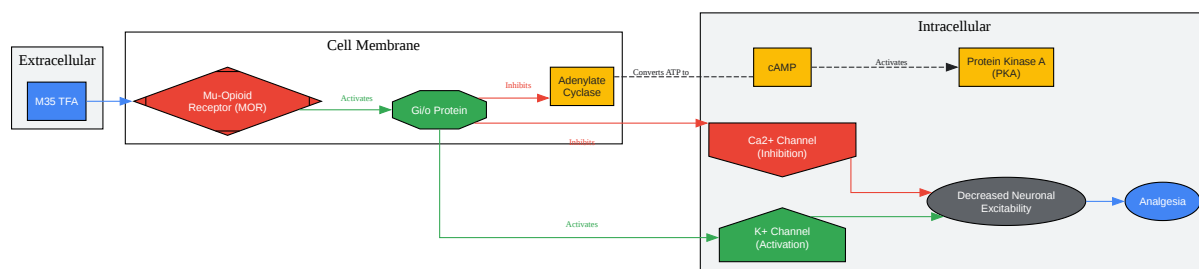 Extracellular
M35 TFA
Cell Membrane
Mu-Opioid
Receptor (MOR)
Activates
Gi/o Protein
Inhibits
Adenylate
Cyclase
Converts ATP to
Inhibits
Activates
Intracellular
cAMP
Activates
Protein Kinase A
(PKA)
Ca2+ Channel
(Inhibition)
K+ Channel
(Activation)
Decreased Neuronal
Excitability
Analgesia